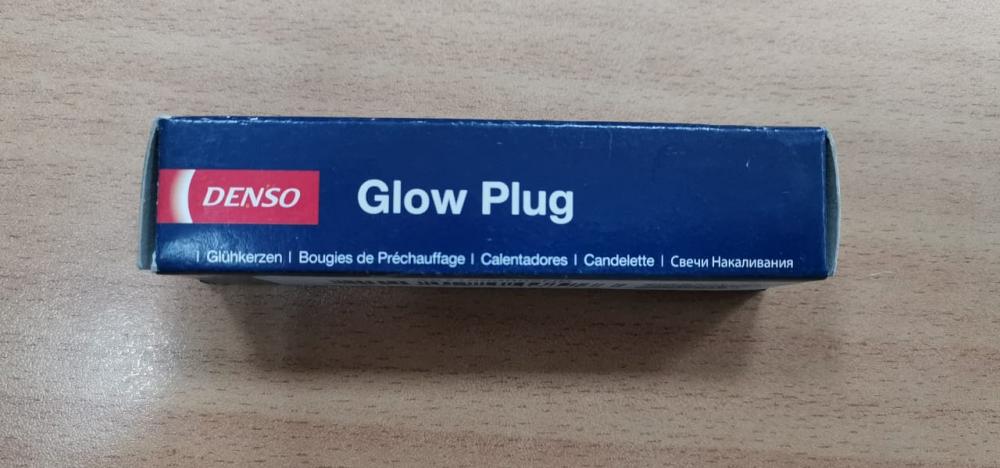 DENSO
Glow Plug
| Glühkerzen | Bougies de Préchauffage | Calentadores | Candelette | Свечи Накаливания